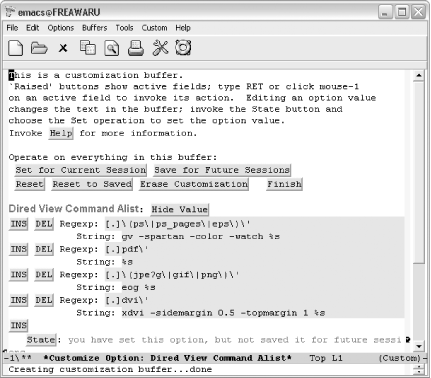 emacs@FREAWARU
File Edit Options Buffers Tools Custom Help
This is a customization buffer.
`Raised' buttons show active fields; type RET or click mouse-1
on an active field to invoke its action.  Editing an option value
changes the text in the buffer; invoke the State button and
choose the Set operation to set the option value.
Invoke Help for more information.
Operate on everything in this buffer:
Set for Current Session Save for Future Sessions
Reset Reset to Saved Erase Customization Finish
Dired View Command Alist: Hide Value
INS DEL Regexp: [.]\(ps\|ps_pages\|eps\)\'
String: gv -spartan -color -watch %s
INS DEL Regexp: [.]pdf\'
String: %s
INS DEL Regexp: [.]\(jpe?g\|gif\|png\)\'
String: eog %s
INS DEL Regexp: [.]dvi\'
String: xdvi -sidemargin 0.5 -topmargin 1 %s
INS
State: you have set this option, but not saved it for future sessi
-1\** *Customize Option: Dired View Command Alist* Top L1 (Custom)-
Creating customization buffer...done